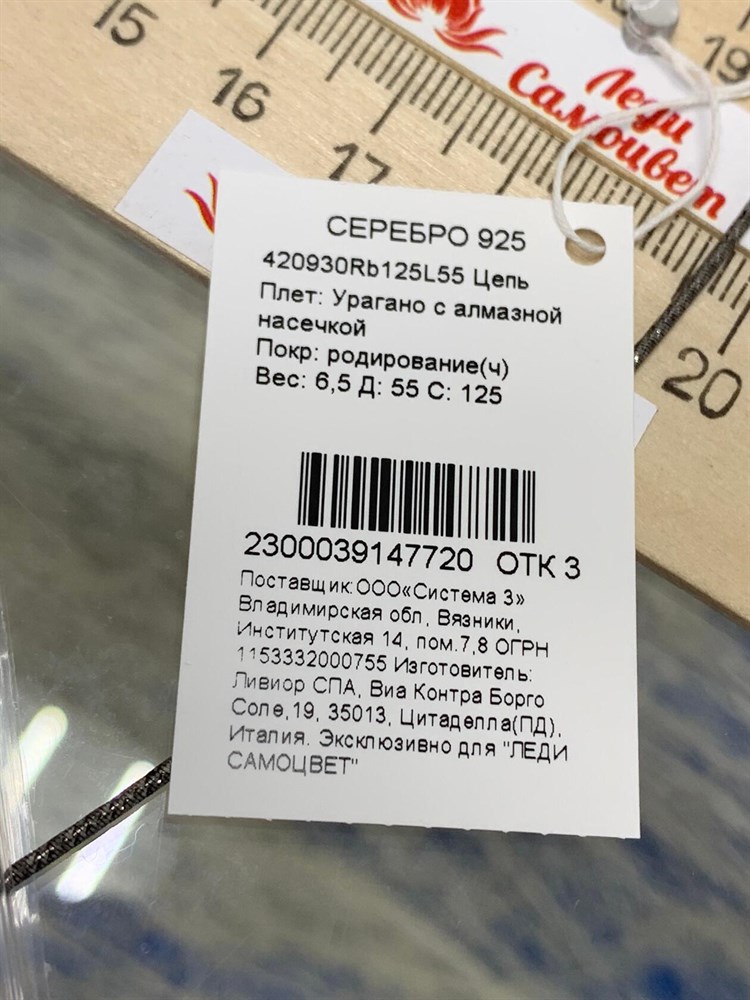 15
16
17
19
20
Леди
Самоцвет
СЕРЕБРО 925
420930Rb125L55 Цепь
Плет: Урагано с алмазной
насечкой
Покр: родирование(ч)
Вес: 6,5 Д: 55 С: 125
2300039147720 ОТК 3
Поставщик:ООО«Система 3»
Владимирская обл, Вязники,
Институтская 14, пом.7,8 ОГРН
1153332000755 Изготовитель:
Ливиор СПА, Виа Контра Борго
Соле,19, 35013, Цитаделла(ПД),
Италия. Эксклюзивно для "ЛЕДИ
САМОЦВЕТ"